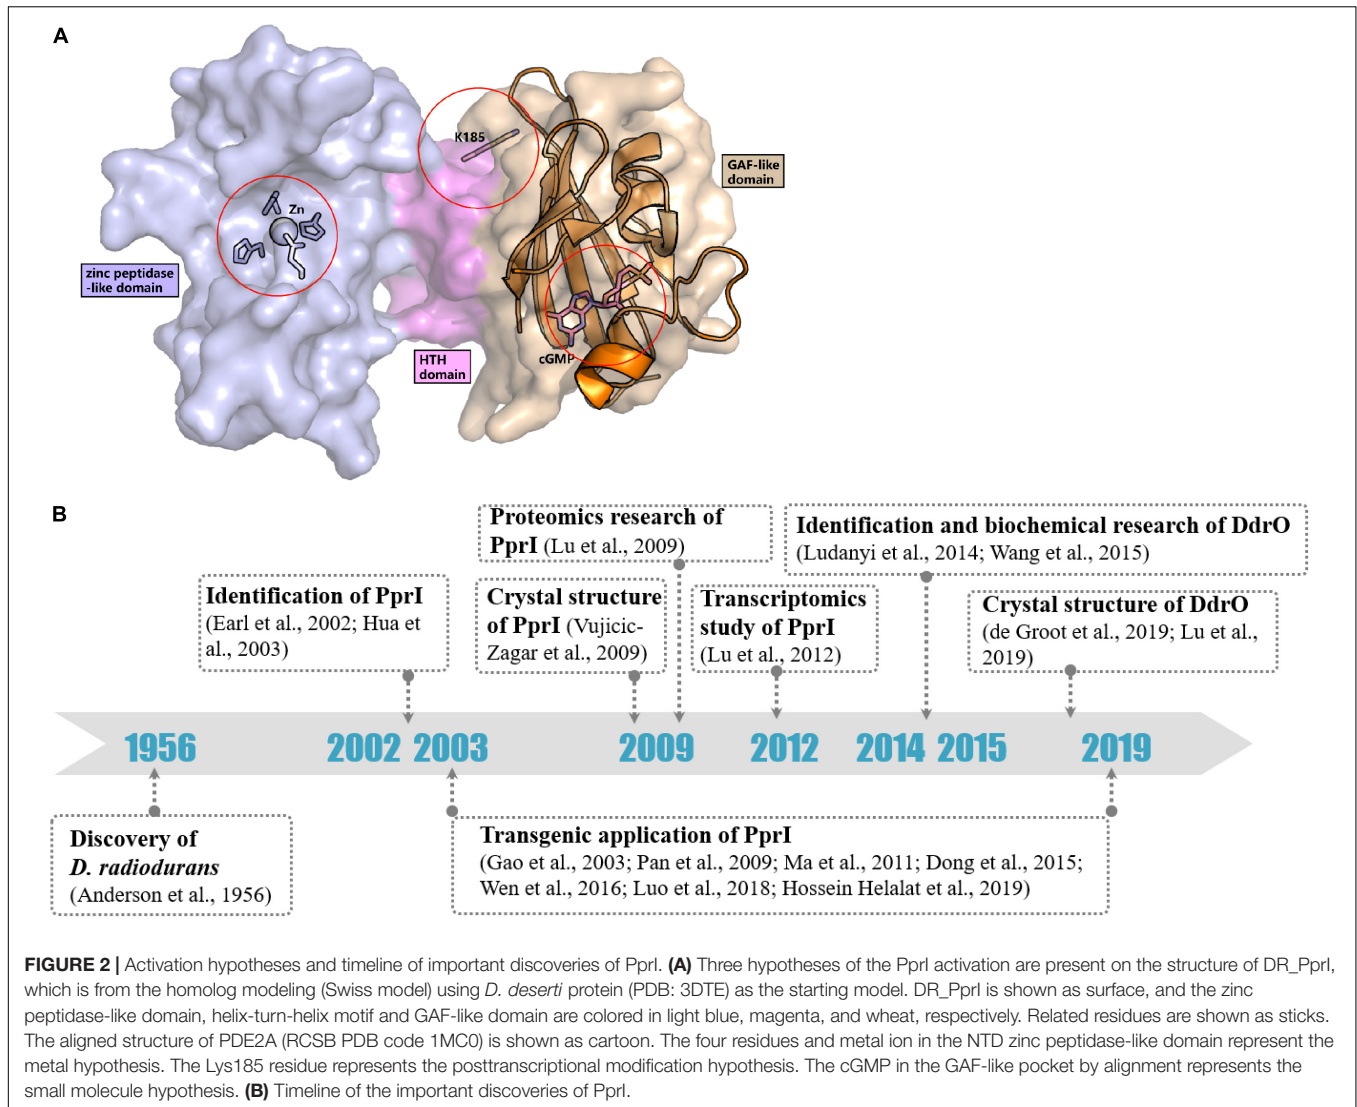 A
K185
Zn
GAF-like
domain
zinc peptidase
-like domain
HTH
domain
cGMP
B
Proteomics research of
PprI (Lu et al., 2009)
Identification and biochemical research of DdrO
(Ludanyi et al., 2014; Wang et al., 2015)
Identification of PprI
(Earl et al., 2002; Hua et
al., 2003)
Crystal structure
of PprI (Vujicic-
Zagar et al., 2009)
Transcriptomics
study of PprI
(Lu et al., 2012)
Crystal structure of DdrO
(de Groot et al., 2019; Lu et al.,
2019)
1956 2002 2003 2009 2012 2014 2015 2019
Discovery of
D. radiodurans
(Anderson et al., 1956)
Transgenic application of PprI
(Gao et al., 2003; Pan et al., 2009; Ma et al., 2011; Dong et al., 2015;
Wen et al., 2016; Luo et al., 2018; Hossein Helalat et al., 2019)
FIGURE 2 | Activation hypotheses and timeline of important discoveries of PprI. (A) Three hypotheses of the PprI activation are present on the structure of DR_PprI,
which is from the homolog modeling (Swiss model) using D. deserti protein (PDB: 3DTE) as the starting model. DR_PprI is shown as surface, and the zinc
peptidase-like domain, helix-turn-helix motif and GAF-like domain are colored in light blue, magenta, and wheat, respectively. Related residues are shown as sticks.
The aligned structure of PDE2A (RCSB PDB code 1MC0) is shown as cartoon. The four residues and metal ion in the NTD zinc peptidase-like domain represent the
metal hypothesis. The Lys185 residue represents the posttranscriptional modification hypothesis. The cGMP in the GAF-like pocket by alignment represents the
small molecule hypothesis. (B) Timeline of the important discoveries of PprI.